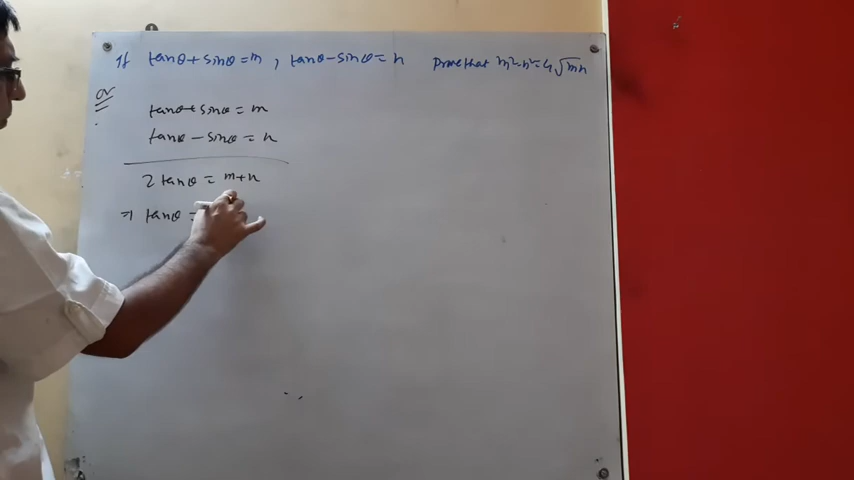 If tanθ + sinθ = m , tanθ - sinθ = n Prove that m² - n² = 4√mn
or
tanθ + sinθ = m
tanθ - sinθ = n
2 tanθ = m+n
⇒ tanθ =